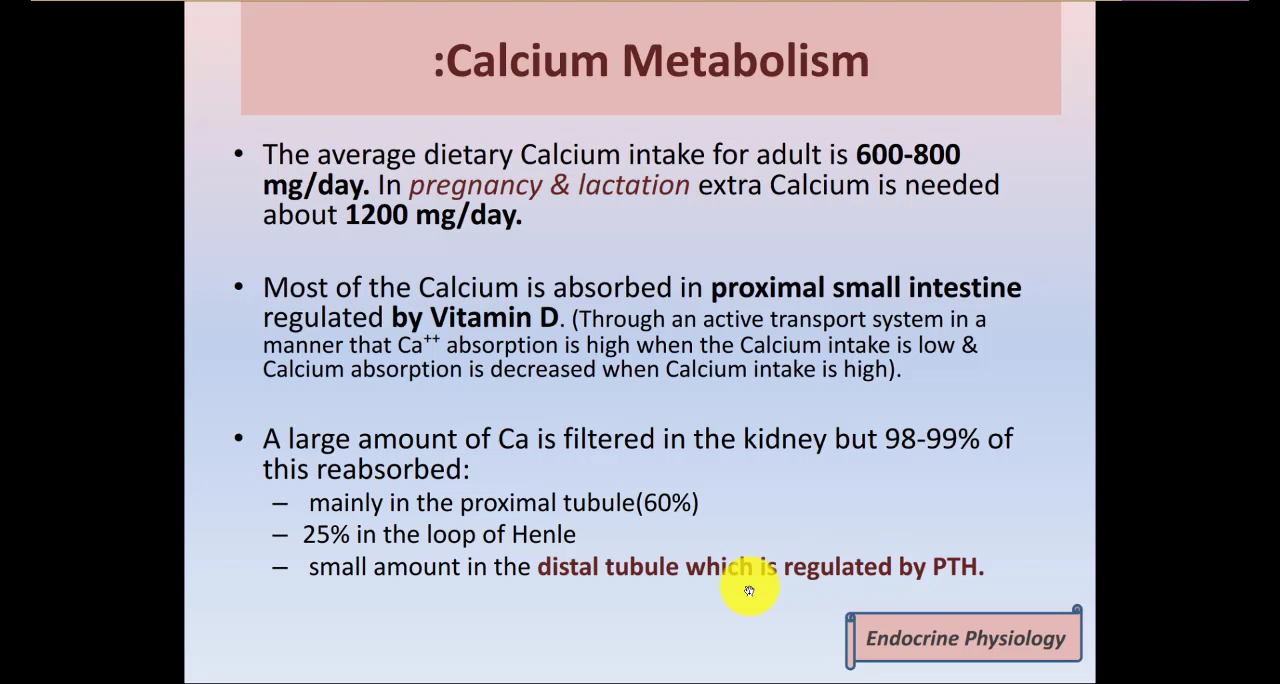 :Calcium Metabolism
• The average dietary Calcium intake for adult is 600-800
mg/day. In pregnancy & lactation extra Calcium is needed
about 1200 mg/day.
• Most of the Calcium is absorbed in proximal small intestine
regulated by Vitamin D. (Through an active transport system in a
manner that Ca⁺⁺ absorption is high when the Calcium intake is low &
Calcium absorption is decreased when Calcium intake is high).
• A large amount of Ca is filtered in the kidney but 98-99% of
this reabsorbed:
– mainly in the proximal tubule(60%)
– 25% in the loop of Henle
– small amount in the distal tubule which is regulated by PTH.
Endocrine Physiology